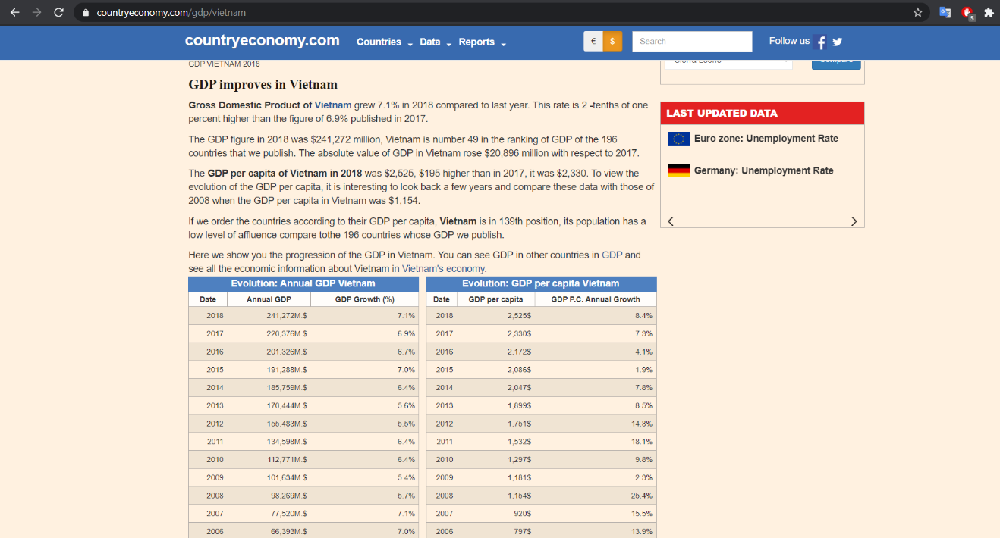 countryeconomy.com/gdp/vietnam
5
countryeconomy.com Countries Data Reports € $ Search Follow us
GDP VIETNAM 2018
GDP improves in Vietnam
Gross Domestic Product of Vietnam grew 7.1% in 2018 compared to last year. This rate is 2 -tenths of one
percent higher than the figure of 6.9% published in 2017.
The GDP figure in 2018 was $241,272 million, Vietnam is number 49 in the ranking of GDP of the 196
countries that we publish. The absolute value of GDP in Vietnam rose $20,896 million with respect to 2017.
The GDP per capita of Vietnam in 2018 was $2,525, $195 higher than in 2017, it was $2,330. To view the
evolution of the GDP per capita, it is interesting to look back a few years and compare these data with those of
2008 when the GDP per capita in Vietnam was $1,154.
If we order the countries according to their GDP per capita, Vietnam is in 139th position, its population has a
low level of affluence compare tothe 196 countries whose GDP we publish.
Here we show you the progression of the GDP in Vietnam. You can see GDP in other countries in GDP and
see all the economic information about Vietnam in Vietnam's economy.
Evolution: Annual GDP Vietnam
Date Annual GDP GDP Growth (%)
2018 241,272M.$ 7.1%
2017 220,376M.$ 6.9%
2016 201,326M.$ 6.7%
2015 191,288M.$ 7.0%
2014 185,759M.$ 6.4%
2013 170,444M.$ 5.6%
2012 155,483M.$ 5.5%
2011 134,598M.$ 6.4%
2010 112,771M.$ 6.4%
2009 101,634M.$ 5.4%
2008 98,269M.$ 5.7%
2007 77,520M.$ 7.1%
2006 66,393M.$ 7.0%
Evolution: GDP per capita Vietnam
Date GDP per capita GDP P.C. Annual Growth
2018 2,525$ 8.4%
2017 2,330$ 7.3%
2016 2,172$ 4.1%
2015 2,086$ 1.9%
2014 2,047$ 7.8%
2013 1,899$ 8.5%
2012 1,751$ 14.3%
2011 1,532$ 18.1%
2010 1,297$ 9.8%
2009 1,181$ 2.3%
2008 1,154$ 25.4%
2007 920$ 15.5%
2006 797$ 13.9%
Sierra Leone Compare
LAST UPDATED DATA
Euro zone: Unemployment Rate
Germany: Unemployment Rate